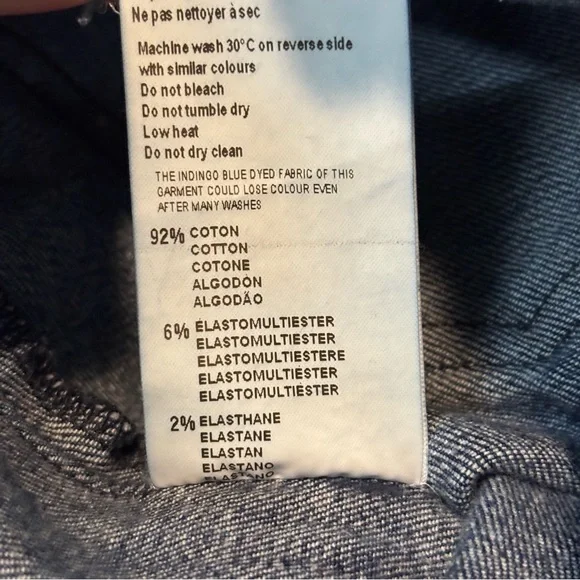 Ne pas nettoyer à sec
Machine wash 30°C on reverse side
with similar colours
Do not bleach
Do not tumble dry
Low heat
Do not dry clean
THE INDINGO BLUE DYED FABRIC OF THIS
GARMENT COULD LOSE COLOUR EVEN
AFTER MANY WASHES
92% COTON
COTTON
COTONE
ALGODÓN
ALGODÃO
6% ÉLASTOMULTIESTER
ELASTOMULTIESTER
ELASTOMULTIESTERE
ELASTOMULTIÉSTER
ELASTOMULTIÉSTER
2% ELASTHANE
ELASTANE
ELASTAN
ELASTANO